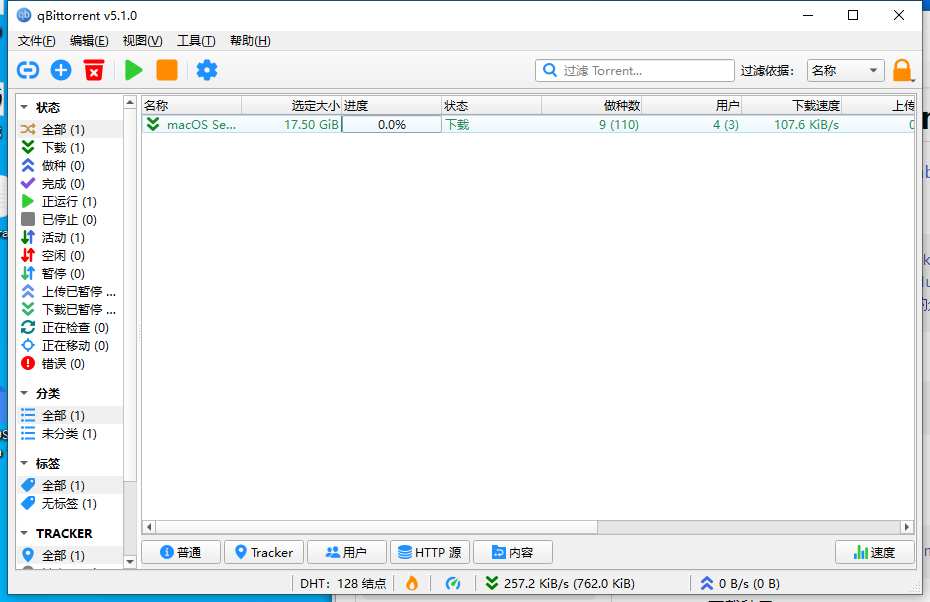 qBittorrent v5.1.0
文件(F) 编辑(E) 视图(V) 工具(T) 帮助(H)
过滤 Torrent... 过滤依据： 名称
状态
全部 (1)
下载 (1)
做种 (0)
完成 (0)
正运行 (1)
已停止 (0)
活动 (1)
空闲 (0)
暂停 (0)
上传已暂停 ...
下载已暂停 ...
正在检查 (0)
正在移动 (0)
错误 (0)
分类
全部 (1)
未分类 (1)
标签
全部 (1)
无标签 (1)
TRACKER
全部 (1)
名称 选定大小 进度 状态 做种数 用户 下载速度 上传
macOS Se... 17.50 GiB 0.0% 下载 9 (110) 4 (3) 107.6 KiB/s 0
普通 Tracker 用户 HTTP 源 内容 速度
DHT：128 结点 257.2 KiB/s (762.0 KiB) 0 B/s (0 B)